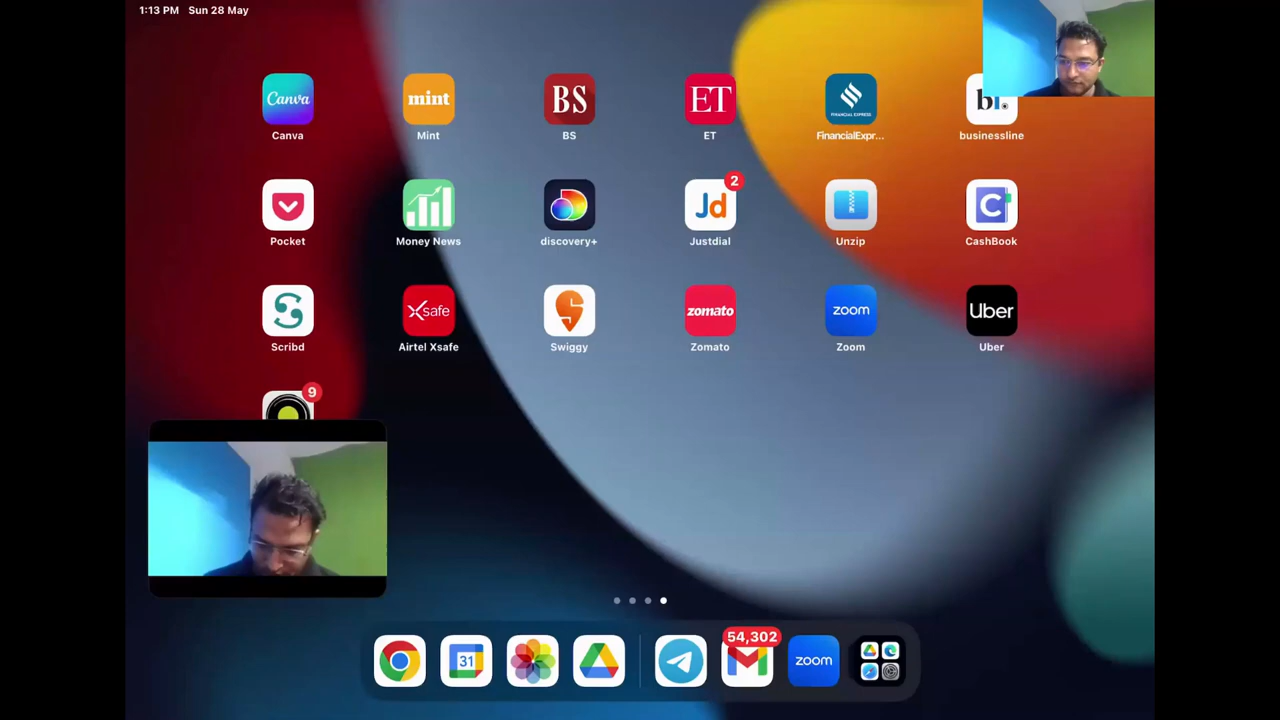 1:13 PM Sun 28 May
Canva mint BS ET FINANCIAL EXPRESS bl.
Canva Mint BS ET FinancialExpr... businessline
Jd 2 C
Pocket Money News discovery+ Justdial Unzip CashBook
Xsafe zomato zoom Uber
Scribd Airtel Xsafe Swiggy Zomato Zoom Uber
9
31 54,302 zoom